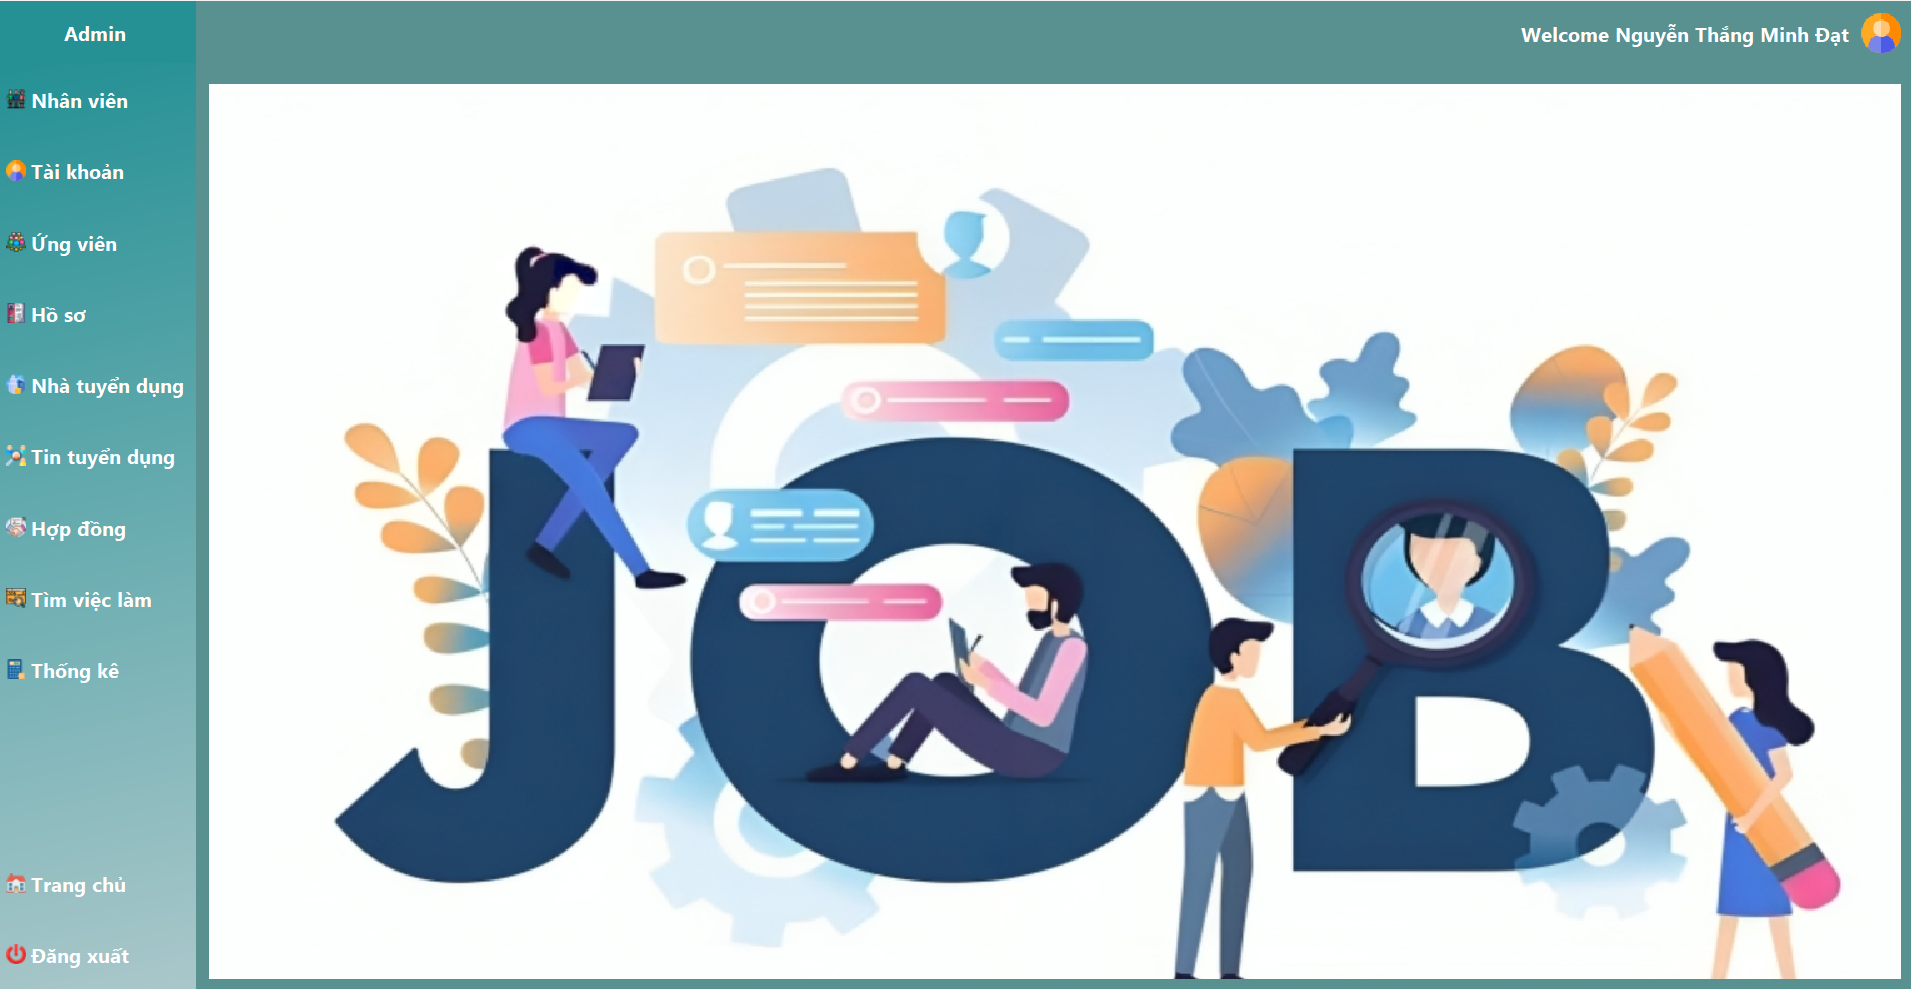 Admin
Welcome Nguyễn Thắng Minh Đạt
Nhân viên
Tài khoản
Ứng viên
Hồ sơ
Nhà tuyển dụng
Tin tuyển dụng
Hợp đồng
Tìm việc làm
Thống kê
Trang chủ
Đăng xuất
JOB